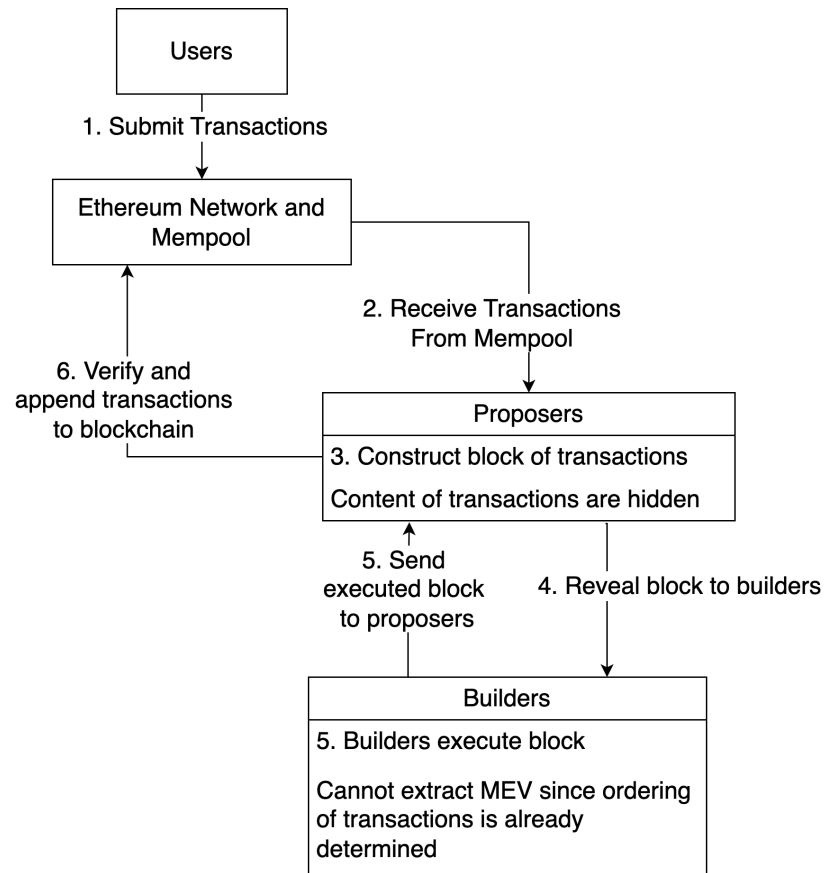 Users
1. Submit Transactions
Ethereum Network and
Mempool
2. Receive Transactions
From Mempool
6. Verify and
append transactions
to blockchain
Proposers
3. Construct block of transactions
Content of transactions are hidden
5. Send
executed block
to proposers
4. Reveal block to builders
Builders
5. Builders execute block
Cannot extract MEV since ordering
of transactions is already
determined